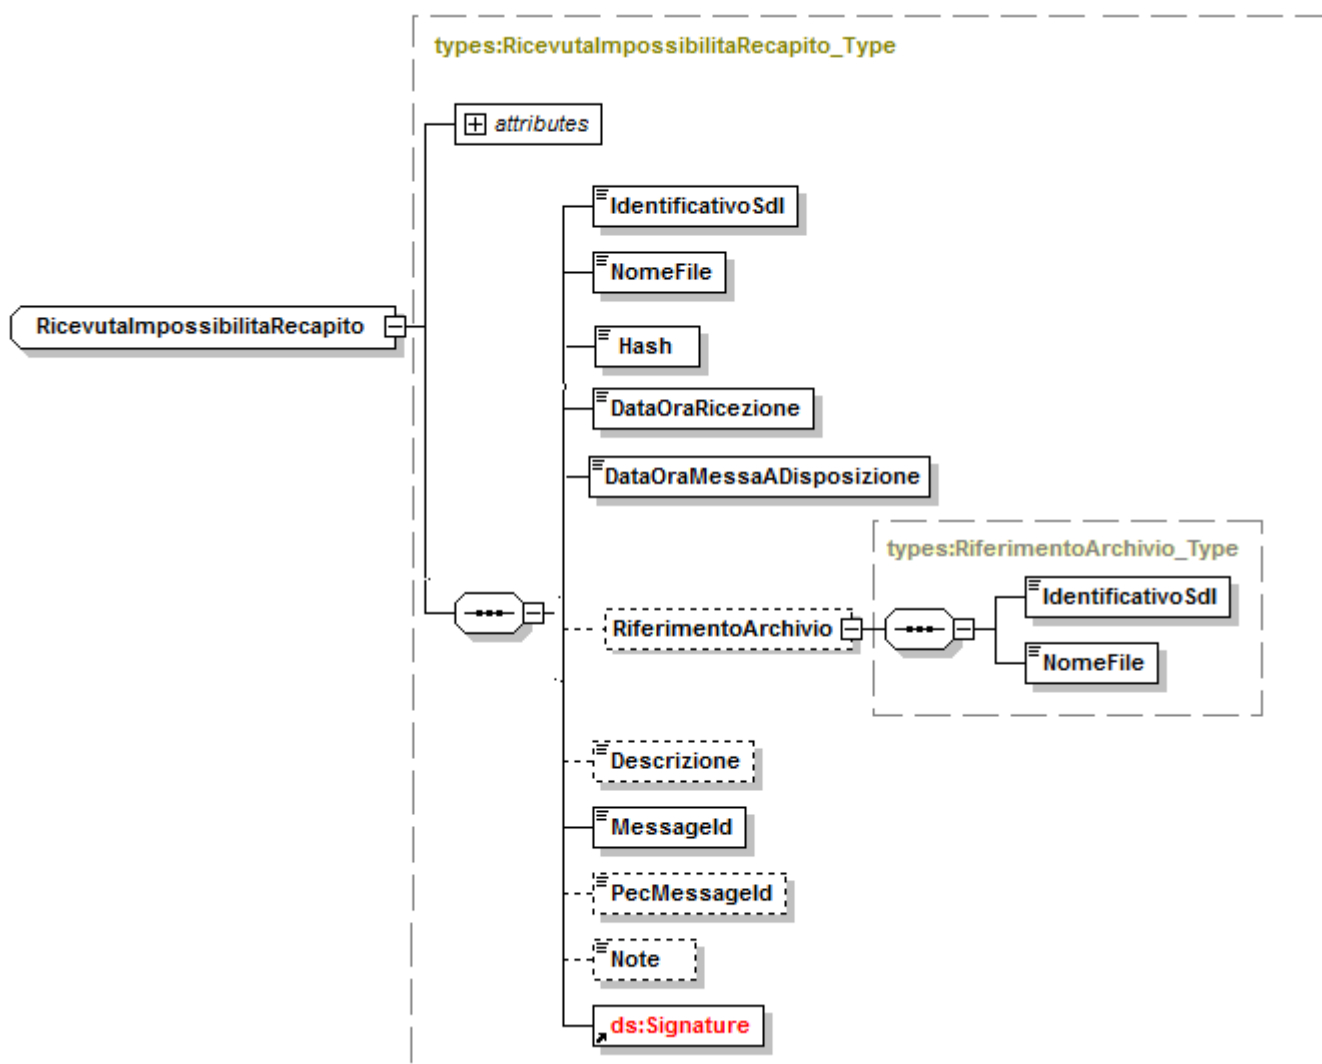 types:RicevutaImpossibilitaRecapito_Type
attributes
IdentificativoSdI
NomeFile
RicevutaImpossibilitaRecapito
Hash
DataOraRicezione
DataOraMessaADisposizione
types:RiferimentoArchivio_Type
IdentificativoSdI
RiferimentoArchivio
NomeFile
Descrizione
MessageId
PecMessageId
Note
ds:Signature